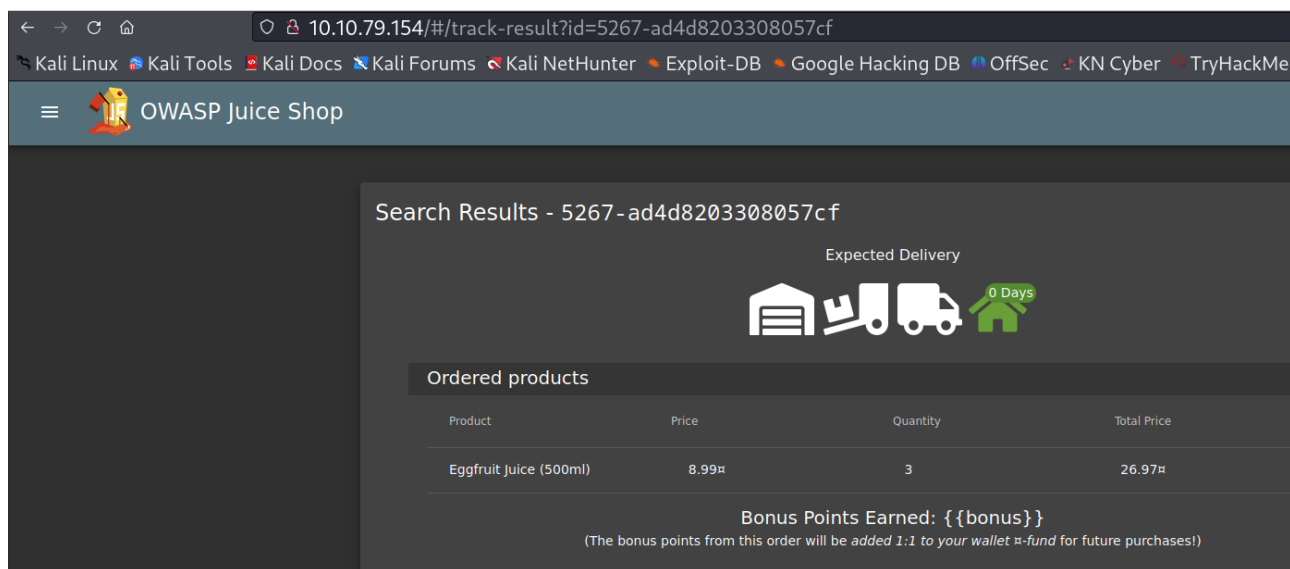 10.10.79.154/#/track-result?id=5267-ad4d8203308057cf
Kali Linux Kali Tools Kali Docs Kali Forums Kali NetHunter Exploit-DB Google Hacking DB OffSec KN Cyber TryHackMe
OWASP Juice Shop
Search Results - 5267-ad4d8203308057cf
Expected Delivery
0 Days
Ordered products
Product Price Quantity Total Price
Eggfruit Juice (500ml) 8.99¤ 3 26.97¤
Bonus Points Earned: {{bonus}}
(The bonus points from this order will be added 1:1 to your wallet ¤-fund for future purchases!)